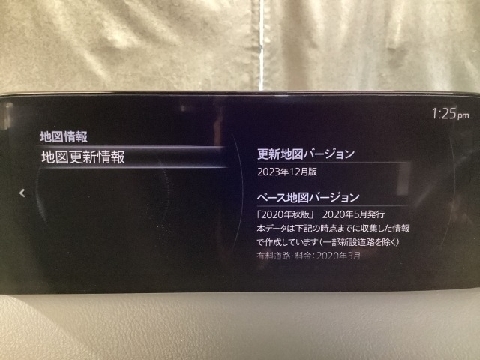 1:25pm
地図情報
地図更新情報
更新地図バージョン
2023年12月版
ベース地図バージョン
「2020年秋版」 2020年5月発行
本データは下記の時点までに収集した情報
で作成しています(一部新設道路を除く)
有料道路 料金:2020年3月